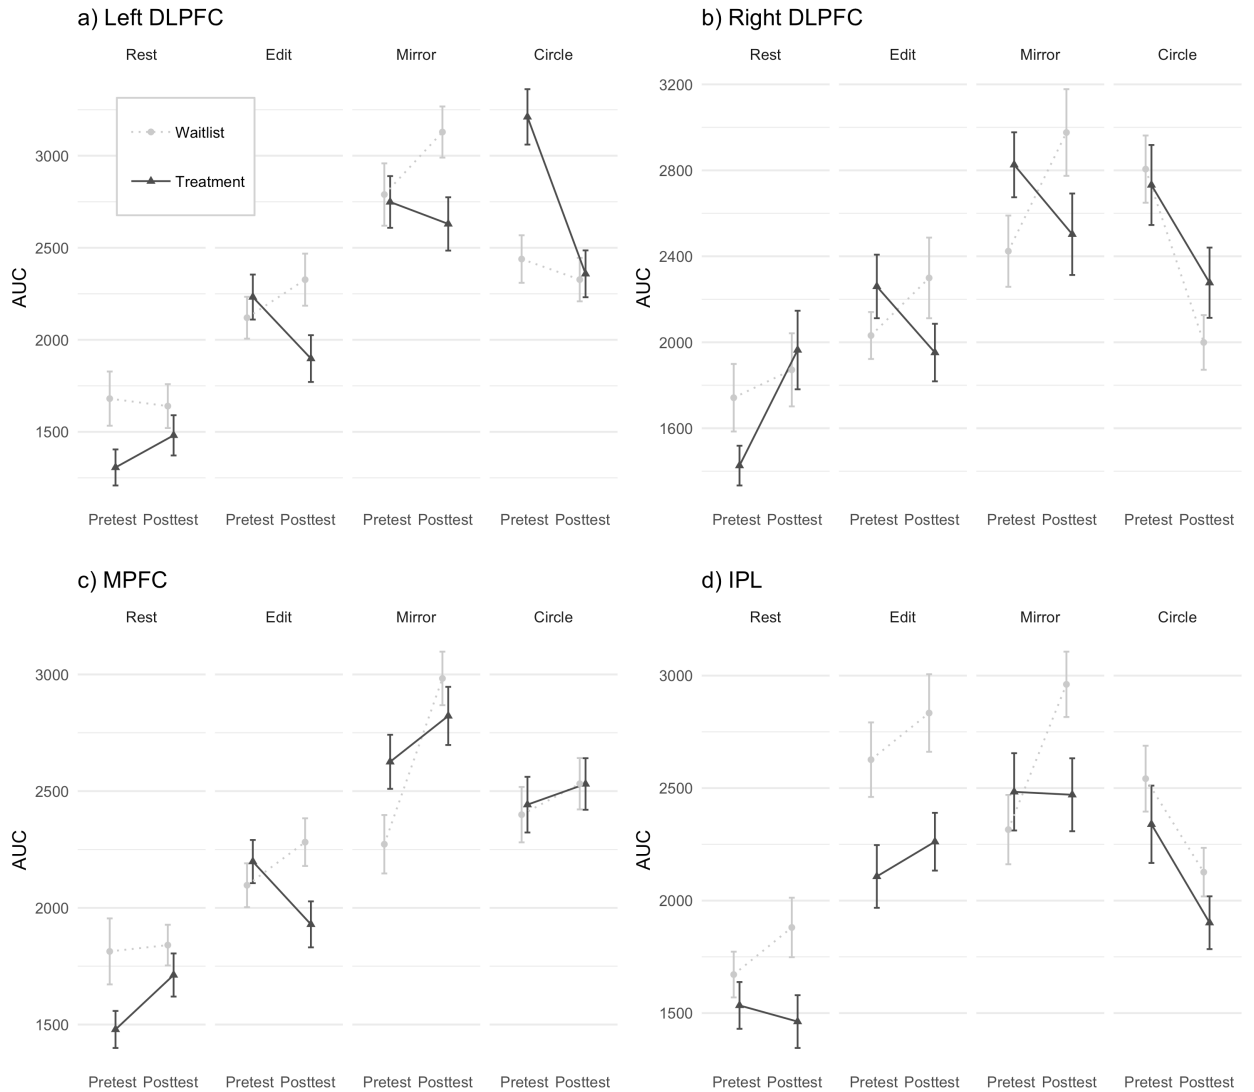 a) Left DLPFC
Rest Edit Mirror Circle
AUC
3000
2500
2000
1500
Waitlist
Treatment
Pretest Posttest Pretest Posttest Pretest Posttest Pretest Posttest
b) Right DLPFC
Rest Edit Mirror Circle
AUC
3200
2800
2400
2000
1600
Pretest Posttest Pretest Posttest Pretest Posttest Pretest Posttest
c) MPFC
Rest Edit Mirror Circle
AUC
3000
2500
2000
1500
Pretest Posttest Pretest Posttest Pretest Posttest Pretest Posttest
d) IPL
Rest Edit Mirror Circle
AUC
3000
2500
2000
1500
Pretest Posttest Pretest Posttest Pretest Posttest Pretest Posttest